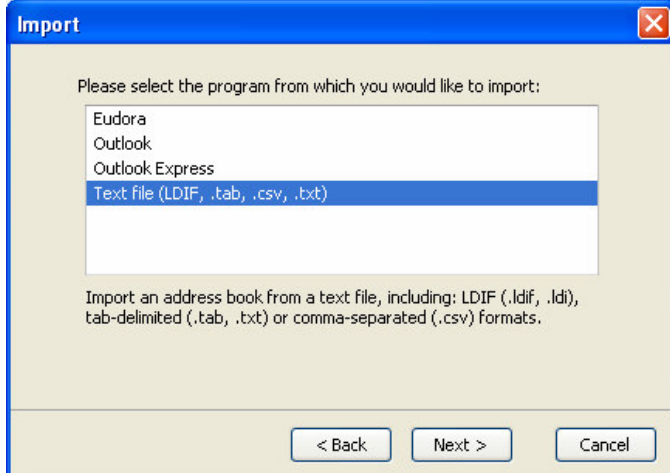 Import
Please select the program from which you would like to import:
Eudora
Outlook
Outlook Express
Text file (LDIF, .tab, .csv, .txt)
Import an address book from a text file, including: LDIF (.ldif, .ldi),
tab-delimited (.tab, .txt) or comma-separated (.csv) formats.
< Back Next > Cancel